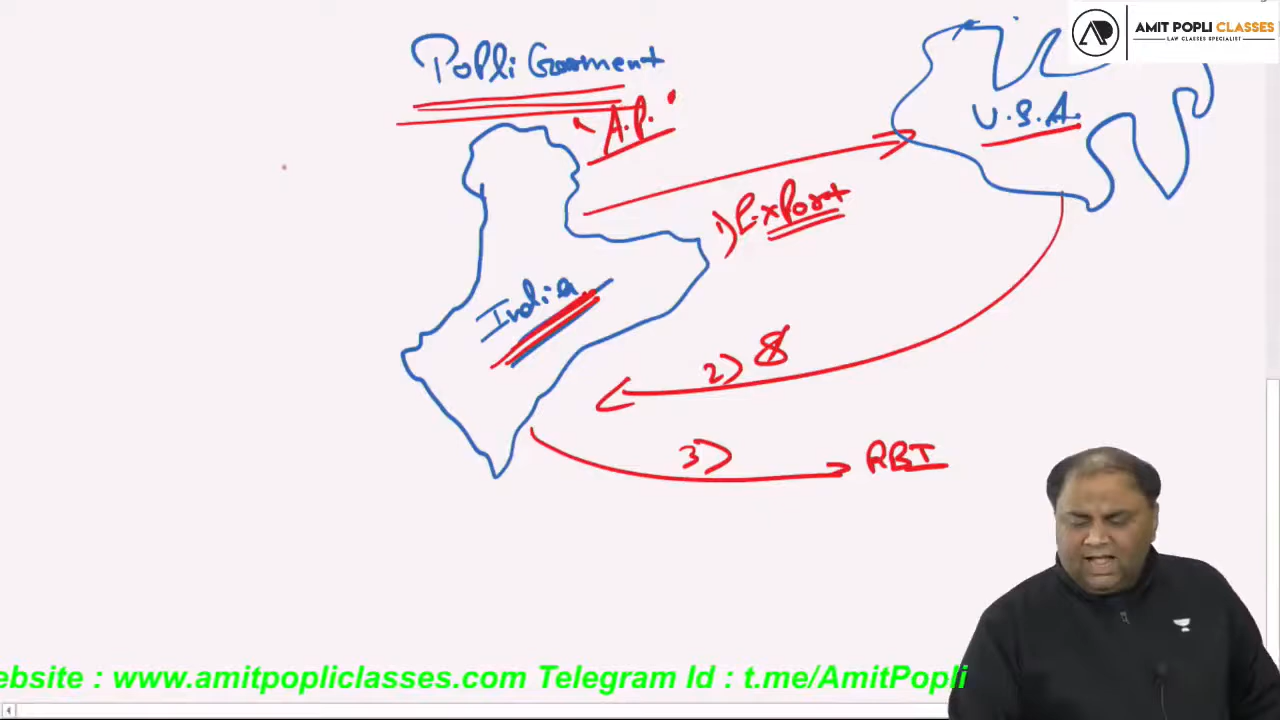 AMIT POPLI CLASSES
LAW CLASSES SPECIALIST
Popli Garment
A.P.
U.S.A.
1) Export
India
2) $
3)
RBI
ebsite : www.amitpopliclasses.com Telegram Id : t.me/AmitPopli